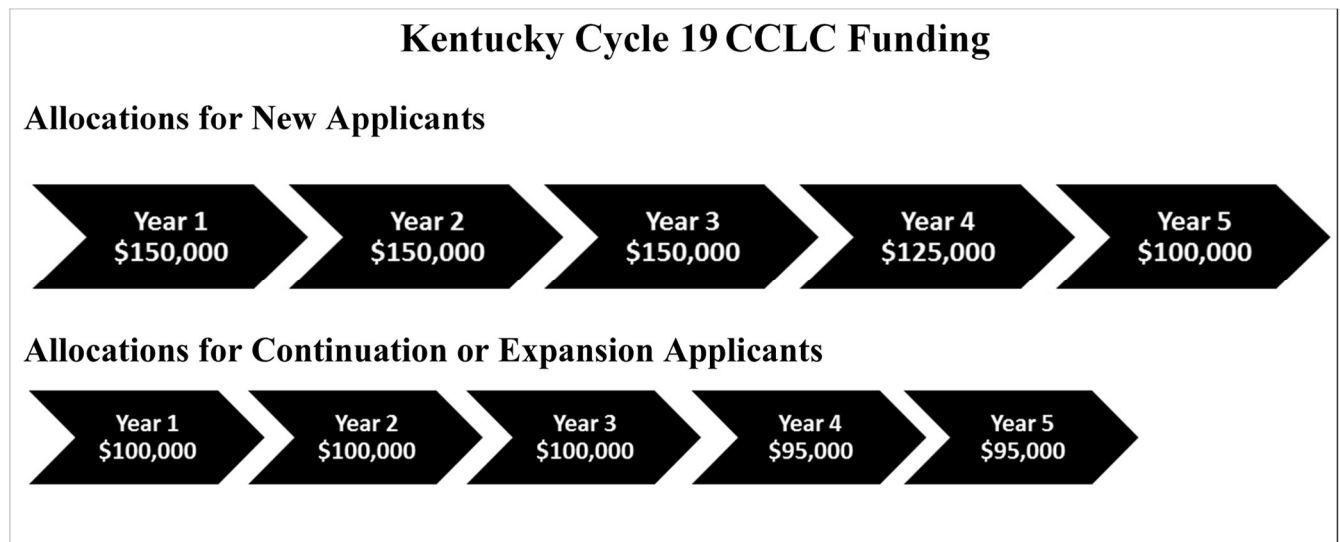 Kentucky Cycle 19 CCLC Funding
Allocations for New Applicants
Year 1
$150,000
Year 2
$150,000
Year 3
$150,000
Year 4
$125,000
Year 5
$100,000
Allocations for Continuation or Expansion Applicants
Year 1
$100,000
Year 2
$100,000
Year 3
$100,000
Year 4
$95,000
Year 5
$95,000